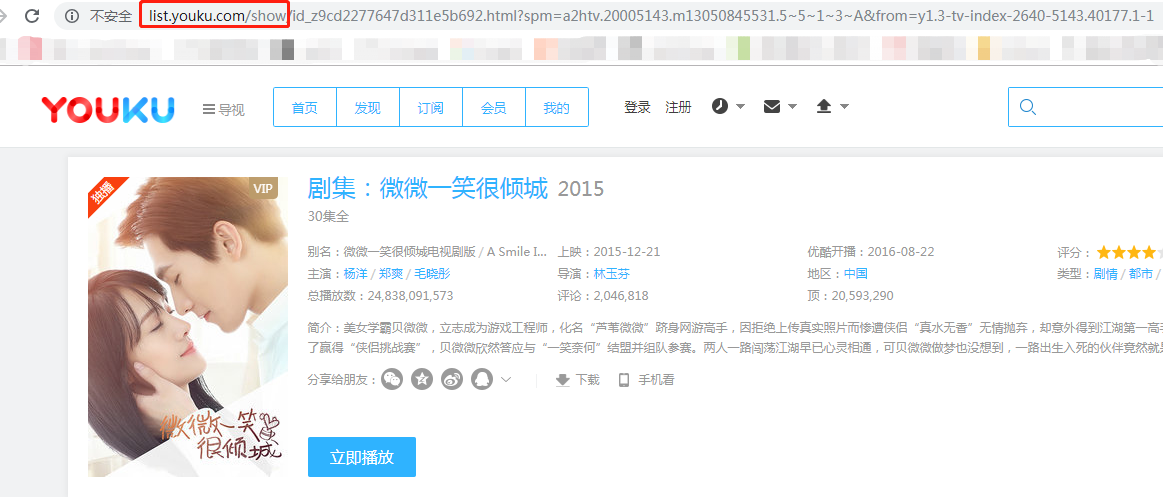 不安全 list.youku.com/show/id_z9cd2277647d311e5b692.html?spm=a2htv.20005143.m13050845531.5~5~1~3~A&from=y1.3-tv-index-2640-5143.40177.1-1
YOUKU 导视 首页 发现 订阅 会员 我的 登录 注册
独播 VIP
剧集：微微一笑很倾城 2015
30集全
别名：微微一笑很倾城电视剧版 / A Smile I... 上映：2015-12-21 优酷开播：2016-08-22 评分：
主演：杨洋 / 郑爽 / 毛晓彤 导演：林玉芬 地区：中国 类型：剧情 / 都市 /
总播放数：24,838,091,573 评论：2,046,818 顶：20,593,290
简介：美女学霸贝微微，立志成为游戏工程师，化名“芦苇微微”跻身网游高手，因拒绝上传真实照片而惨遭侠侣“真水无香”无情抛弃，却意外得到江湖第一高手
了赢得“侠侣挑战赛”，贝微微欣然答应与“一笑奈何”结盟并组队参赛。两人一路闯荡江湖早已心灵相通，可贝微微做梦也没想到，一路出生入死的伙伴竟然就是
分享给朋友： 下载 手机看
微微一笑
很倾城
立即播放